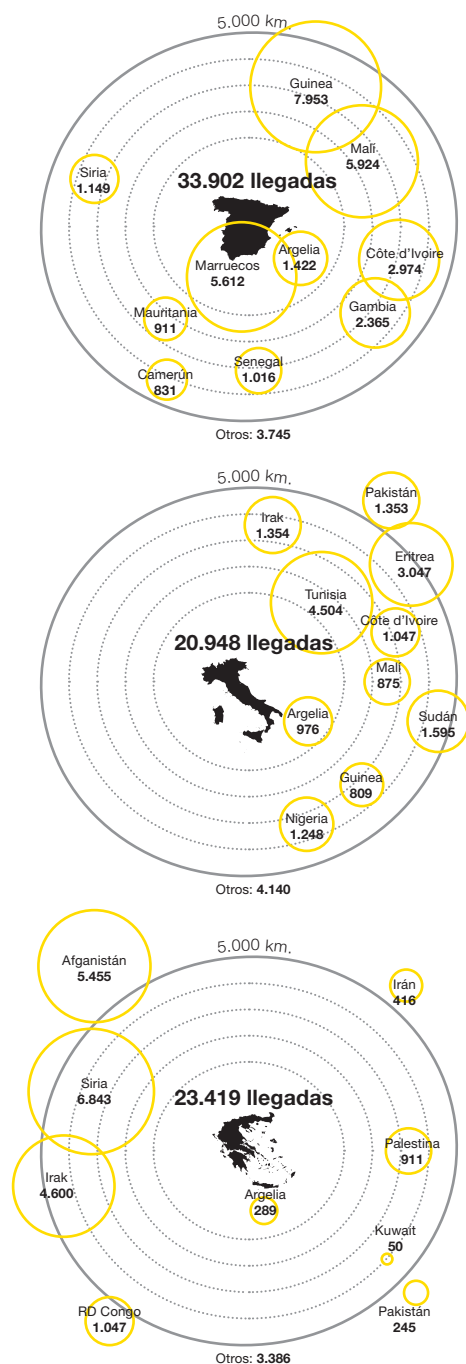 5.000 km.
Guinea
7.953
Malí
5.924
Siria
1.149
33.902 llegadas
Argelia
1.422
Côte d'Ivoire
2.974
Marruecos
5.612
Gambia
2.365
Mauritania
911
Senegal
1.016
Camerún
831
Otros: 3.745
5.000 km.
Pakistán
1.353
Irak
1.354
Eritrea
3.047
Tunisia
4.504
Côte d'Ivoire
1.047
20.948 llegadas
Malí
875
Argelia
976
Sudán
1.595
Guinea
809
Nigeria
1.248
Otros: 4.140
5.000 km.
Afganistán
5.455
Irán
416
Siria
6.843
23.419 llegadas
Palestina
911
Irak
4.600
Argelia
289
Kuwait
50
RD Congo
1.047
Pakistán
245
Otros: 3.386